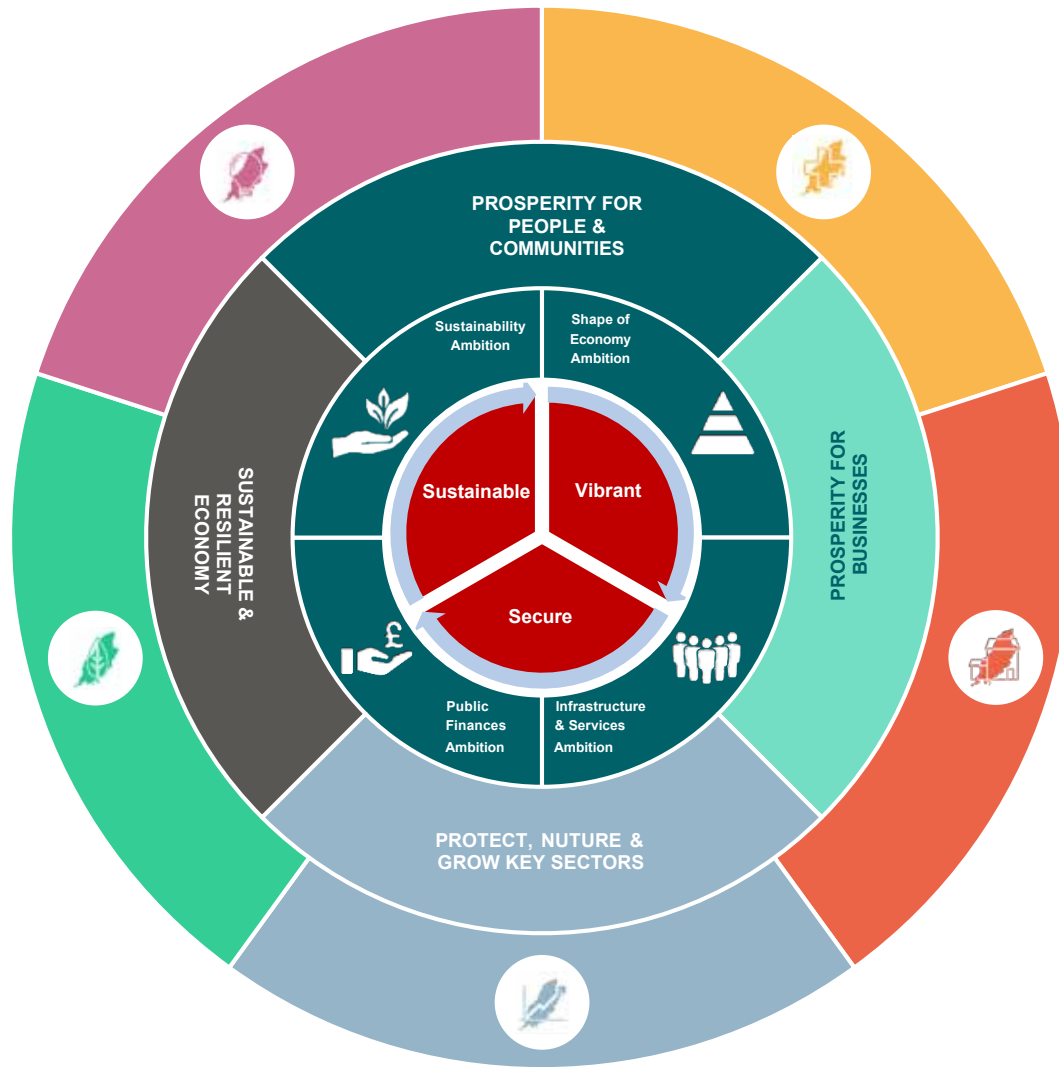 PROSPERITY FOR
PEOPLE &
COMMUNITIES
Sustainability
Ambition
Shape of
Economy
Ambition
Sustainable
Vibrant
Secure
SUSTAINABLE &
RESILIENT
ECONOMY
PROSPERITY FOR
BUSINESSES
£
Public
Finances
Ambition
Infrastructure
& Services
Ambition
PROTECT, NUTURE &
GROW KEY SECTORS